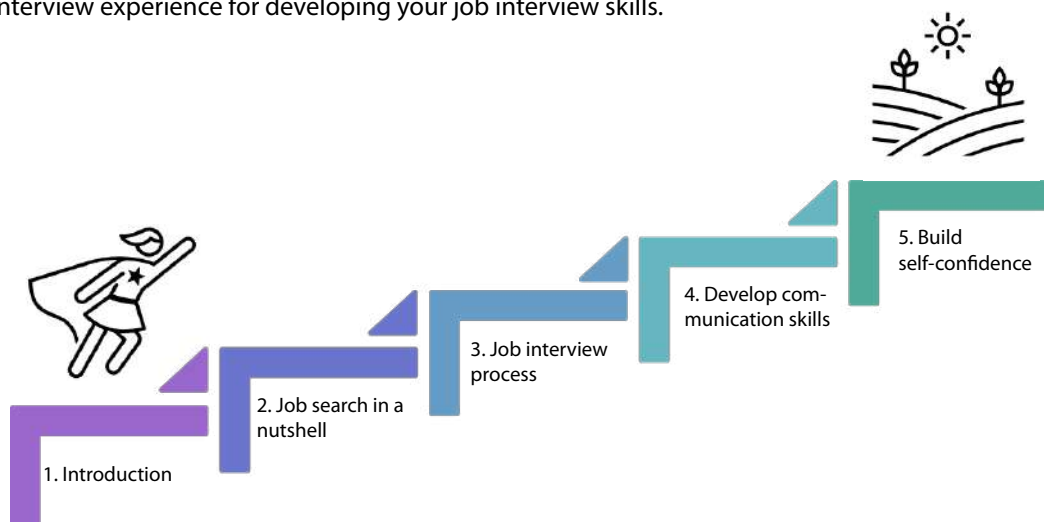 nterview experience for developing your job interview skills.
1. Introduction
2. Job search in a
nutshell
3. Job interview
process
4. Develop com-
munication skills
5. Build
self-confidence